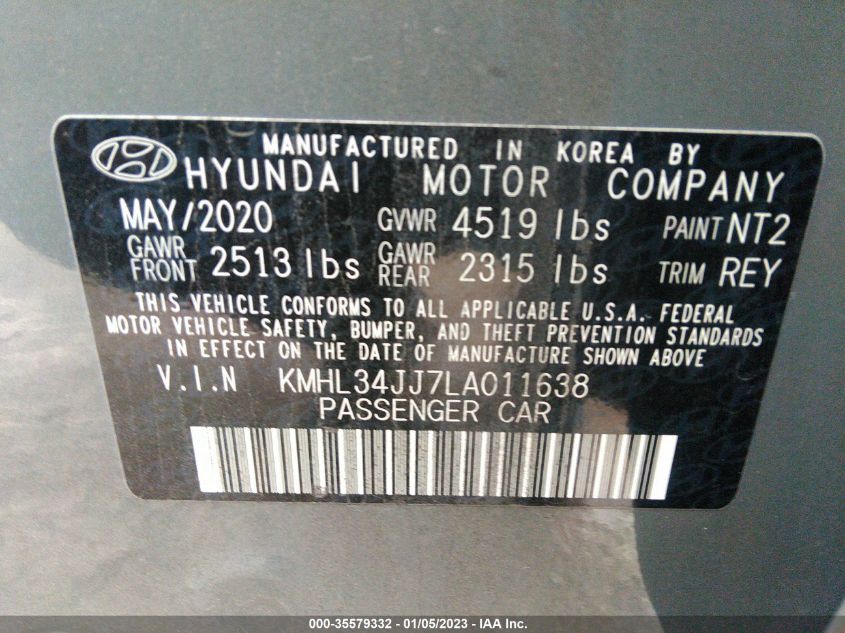 MANUFACTURED IN KOREA BY
HYUNDAI MOTOR COMPANY
MAY/2020 GVWR 4519 lbs PAINT NT2
GAWR FRONT 2513 lbs GAWR REAR 2315 lbs TRIM REY
THIS VEHICLE CONFORMS TO ALL APPLICABLE U.S.A. FEDERAL
MOTOR VEHICLE SAFETY, BUMPER, AND THEFT PREVENTION STANDARDS
IN EFFECT ON THE DATE OF MANUFACTURE SHOWN ABOVE
V.I.N KMHL34JJ7LA011638
PASSENGER CAR
000-35579332 - 01/05/2023 - IAA Inc.